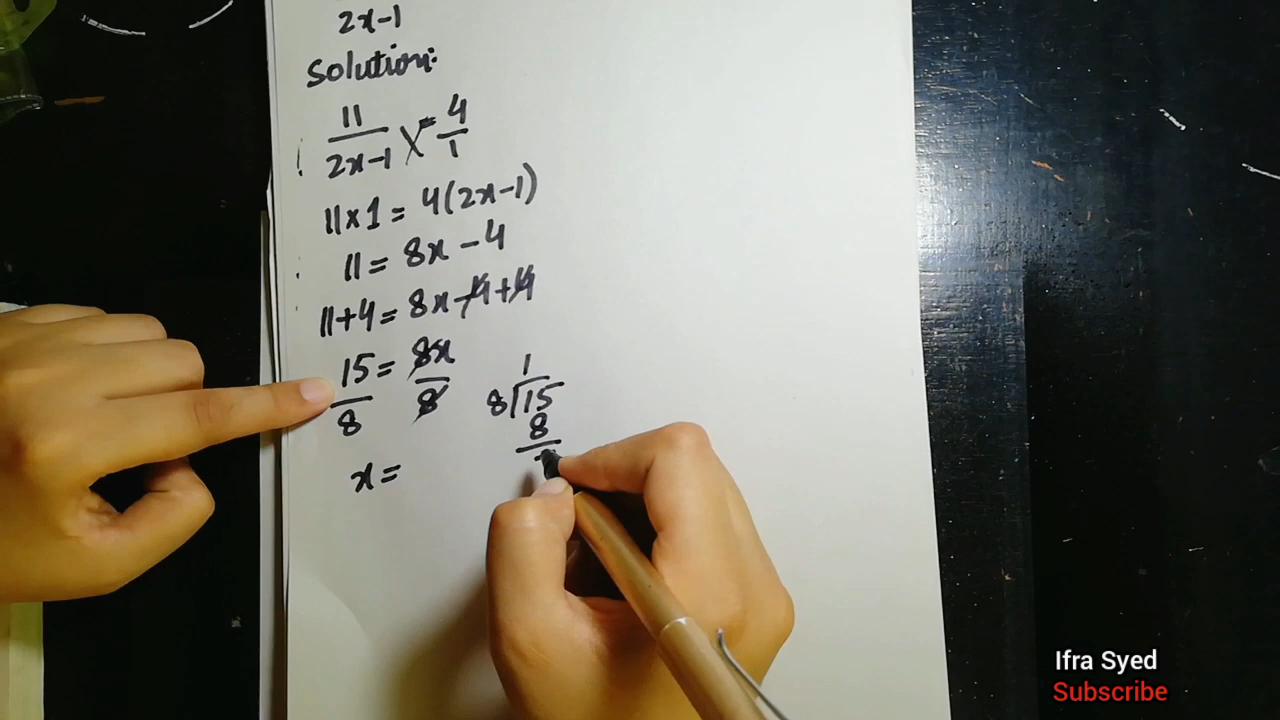 2x-1
Solution:
11/2x-1 = 4/1
11×1 = 4(2x-1)
11 = 8x - 4
11+4 = 8x-4+4
15/8 = 8x/8
x =
1
8√15
8
Ifra Syed
Subscribe